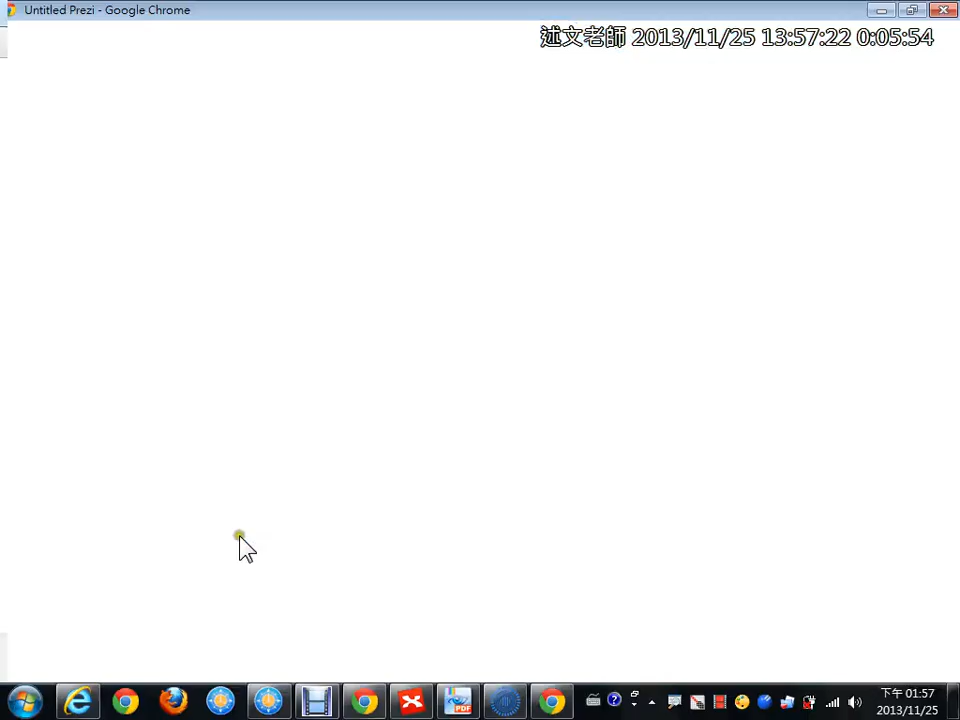 Untitled Prezi - Google Chrome
述文老師 2013/11/25 13:57:22 0:05:54
PDF
下午 01:57
2013/11/25